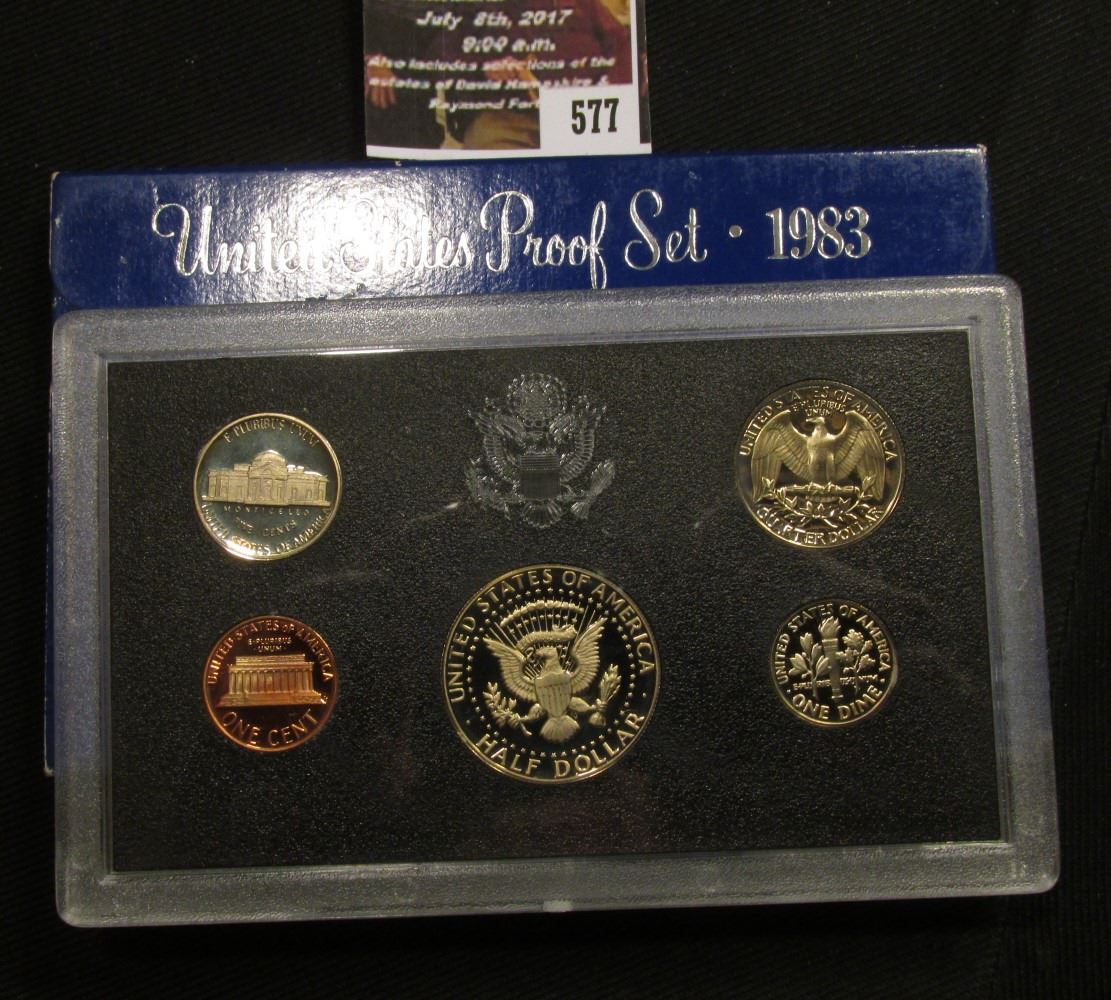 July 8th, 2017
9:00 a.m.
Also includes selections of the
estates of David Hampshire &
Raymond
577
United States Proof Set · 1983
E PLURIBUS UNUM
MONTICELLO
FIVE CENTS
UNITED STATES OF AMERICA
UNITED STATES OF AMERICA
E·PLURIBUS
UNUM
QUARTER DOLLAR
UNITED STATES OF AMERICA
E·PLURIBUS
UNUM
ONE CENT
UNITED STATES OF AMERICA
HALF DOLLAR
UNITED STATES OF AMERICA
ONE DIME